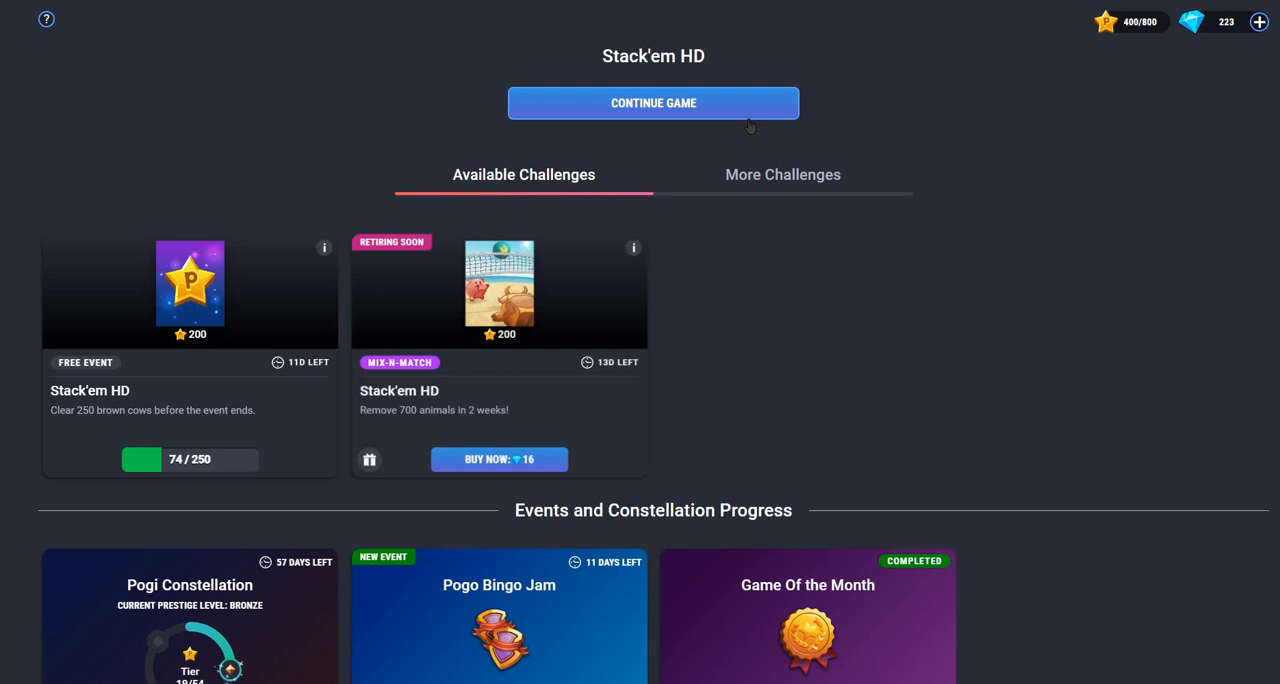 ?
P
400/800
223
Stack'em HD
CONTINUE GAME
Available Challenges
More Challenges
P
i
200
FREE EVENT
11D LEFT
Stack'em HD
Clear 250 brown cows before the event ends.
74 / 250
RETIRING SOON
i
200
MIX-N-MATCH
13D LEFT
Stack'em HD
Remove 700 animals in 2 weeks!
BUY NOW: 16
Events and Constellation Progress
57 DAYS LEFT
Pogi Constellation
CURRENT PRESTIGE LEVEL: BRONZE
Tier
NEW EVENT
11 DAYS LEFT
Pogo Bingo Jam
COMPLETED
Game Of the Month